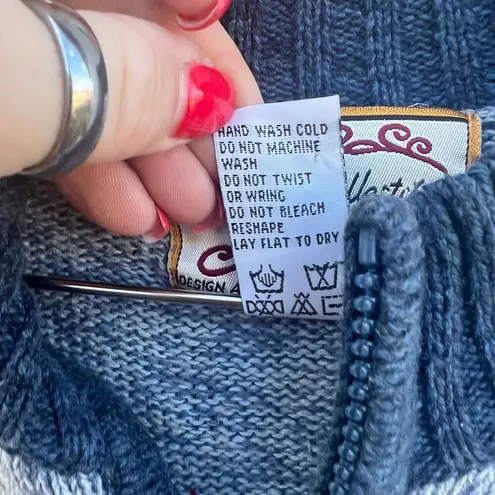 HAND WASH COLD
DO NOT MACHINE
WASH
DO NOT TWIST
OR WRING
DO NOT BLEACH
RESHAPE
LAY FLAT TO DRY
DESIGN